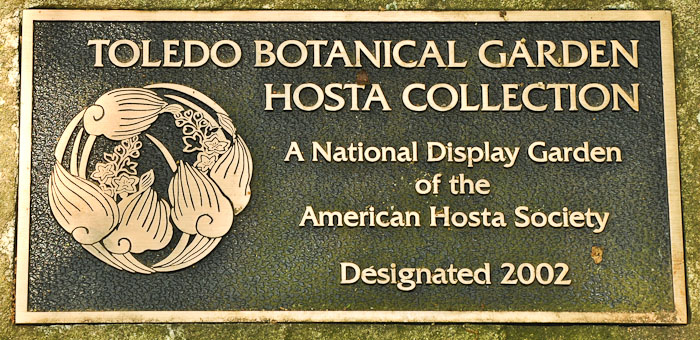 TOLEDO BOTANICAL GARDEN
HOSTA COLLECTION
A National Display Garden
of the
American Hosta Society
Designated 2002